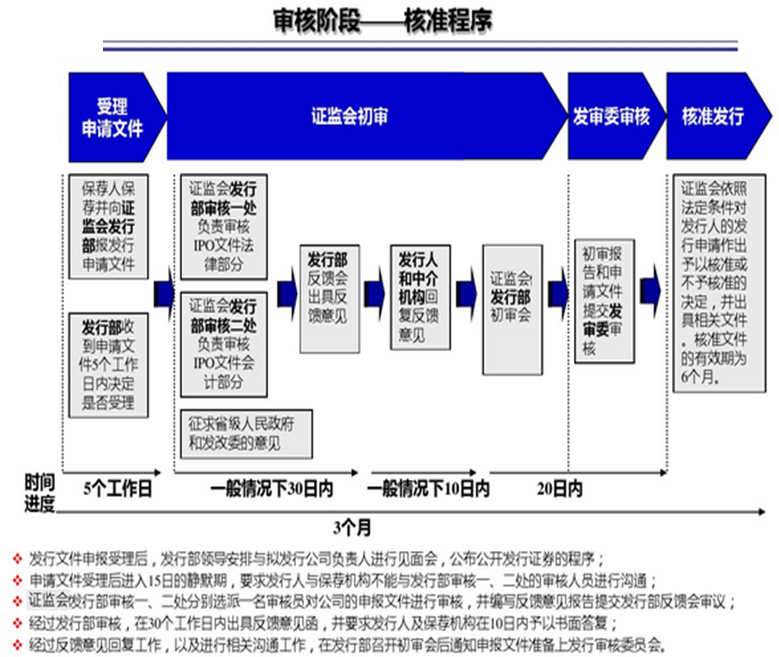 审核阶段——核准程序
受理
申请文件
证监会初审
发审委审核
核准发行
保荐人保
荐并向证
监会发行
部报发行
申请文件
发行部收
到申请文
件5个工作
日内决定
是否受理
证监会发行
部审核一处
负责审核
IPO文件法
律部分
证监会发行
部审核二处
负责审核
IPO文件会
计部分
征求省级人民政府
和发改委的意见
发行部
反馈会
出具反
馈意见
发行人
和中介
机构回
复反馈
意见
证监会
发行部
初审会
初审报
告和申
请文件
提交发
审委审
核
证监会依照
法定条件对
发行人的发
行申请作出
予以核准或
不予核准的
决定，并出
具相关文件
。核准文件
的有效期为
6个月。
时间
进度
5个工作日
一般情况下30日内
一般情况下10日内
20日内
3个月
❖ 发行文件申报受理后，发行部领导安排与拟发行公司负责人进行见面会，公布公开发行证券的程序；
❖ 申请文件受理后进入15日的静默期，要求发行人与保荐机构不能与发行部审核一、二处的审核人员进行沟通；
❖ 证监会发行部审核一、二处分别选派一名审核员对公司的申报文件进行审核，并编写反馈意见报告提交发行部反馈会审议；
❖ 经过发行部审核，在30个工作日内出具反馈意见函，并要求发行人及保荐机构在10日内予以书面答复；
❖ 经过反馈意见回复工作，以及进行相关沟通工作，在发行部召开初审会后通知申报文件准备上发行审核委员会。